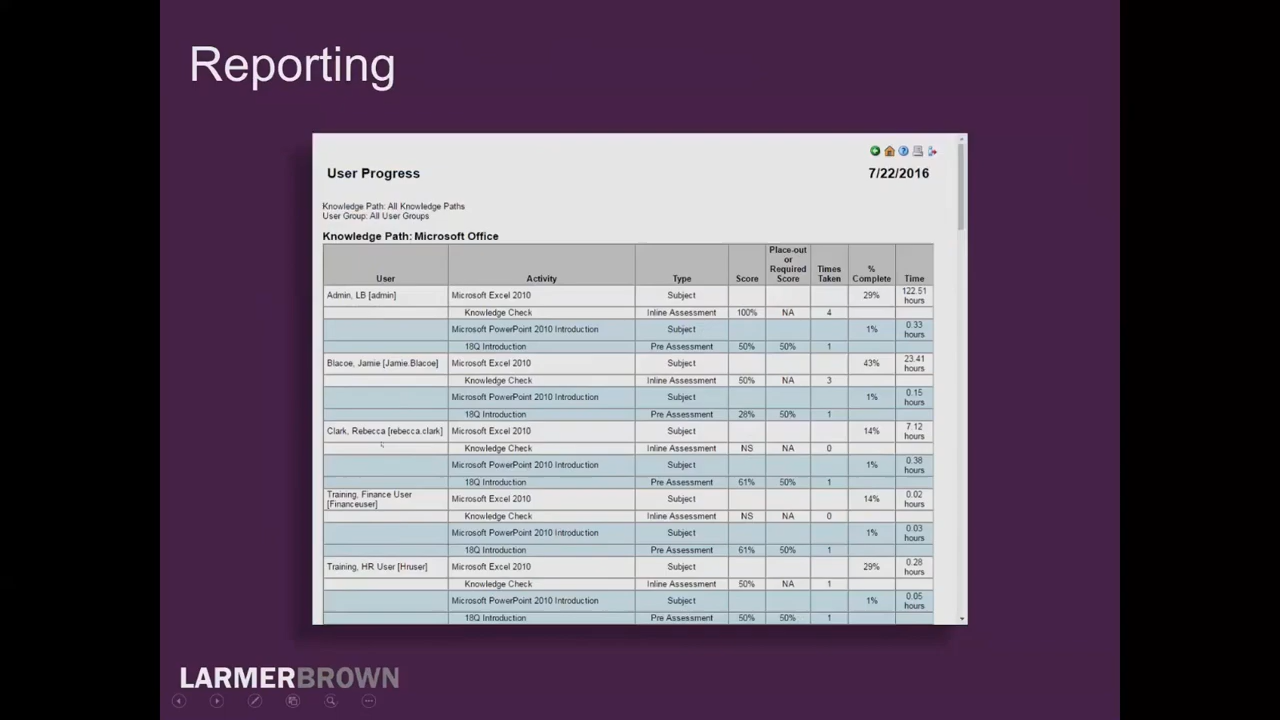 Reporting
User Progress 7/22/2016
Knowledge Path: All Knowledge Paths
User Group: All User Groups
Knowledge Path: Microsoft Office
User Activity Type Score Place-out or Required Score Times Taken % Complete Time
Admin, LB [admin] Microsoft Excel 2010 Subject 29% 122.51 hours
Knowledge Check Inline Assessment 100% NA 4
Microsoft PowerPoint 2010 Introduction Subject 1% 0.33 hours
18Q Introduction Pre Assessment 50% 50% 1
Blacoe, Jamie [Jamie.Blacoe] Microsoft Excel 2010 Subject 43% 23.41 hours
Knowledge Check Inline Assessment 50% NA 3
Microsoft PowerPoint 2010 Introduction Subject 1% 0.15 hours
18Q Introduction Pre Assessment 28% 50% 1
Clark, Rebecca [rebecca.clark] Microsoft Excel 2010 Subject 14% 7.12 hours
Knowledge Check Inline Assessment NS NA 0
Microsoft PowerPoint 2010 Introduction Subject 1% 0.38 hours
18Q Introduction Pre Assessment 61% 50% 1
Training, Finance User [Financeuser] Microsoft Excel 2010 Subject 14% 0.02 hours
Knowledge Check Inline Assessment NS NA 0
Microsoft PowerPoint 2010 Introduction Subject 1% 0.03 hours
18Q Introduction Pre Assessment 61% 50% 1
Training, HR User [Hruser] Microsoft Excel 2010 Subject 29% 0.28 hours
Knowledge Check Inline Assessment 50% NA 1
Microsoft PowerPoint 2010 Introduction Subject 1% 0.05 hours
18Q Introduction Pre Assessment 50% 50% 1
LARMERBROWN